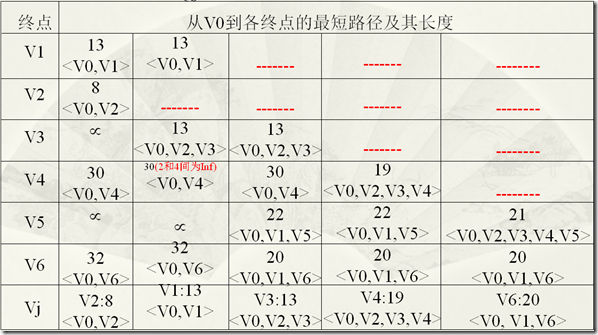 终点 从V0到各终点的最短路径及其长度
V1 13 13 ------- ------- --------
<V0,V1> <V0,V1>
V2 8 ------- ------- ------- --------
<V0,V2>
V3 ∝ 13 13 ------- --------
<V0,V2,V3> <V0,V2,V3>
V4 30 30(2和4间为Inf) 30 19 --------
<V0,V4> <V0,V4> <V0,V4> <V0,V2,V3,V4>
V5 ∝ ∝ 22 22 21
<V0,V1,V5> <V0,V1,V5> <V0,V2,V3,V4,V5>
V6 32 32 20 20 20
<V0,V6> <V0,V6> <V0,V1,V6> <V0,V1,V6> <V0,V1,V6>
Vj V2:8 V1:13 V3:13 V4:19 V6:20
<V0,V2> <V0,V1> <V0,V2,V3> <V0,V2,V3,V4> <V0, V1,V6>